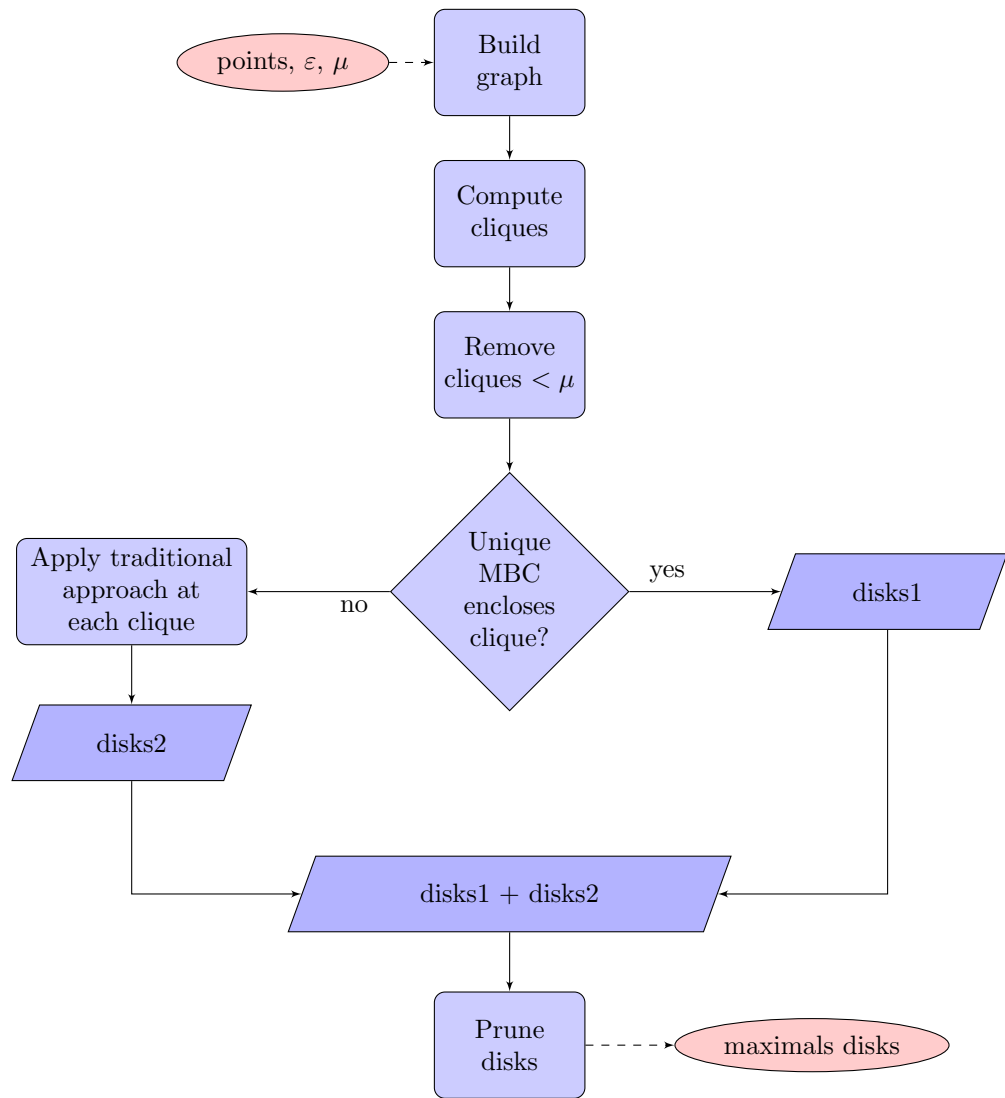 points, ε, μ
Build
graph
Compute
cliques
Remove
cliques < μ
Unique
MBC
encloses
clique?
no
yes
Apply traditional
approach at
each clique
disks1
disks2
disks1 + disks2
Prune
disks
maximals disks